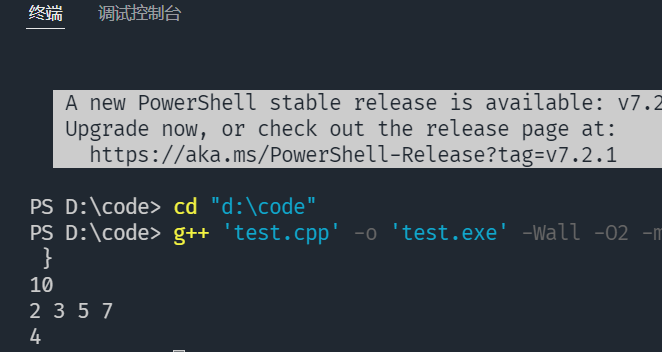 终端 调试控制台
A new PowerShell stable release is available: v7.2
Upgrade now, or check out the release page at:
https://aka.ms/PowerShell-Release?tag=v7.2.1
PS D:\code> cd "d:\code"
PS D:\code> g++ 'test.cpp' -o 'test.exe' -Wall -O2 -m
}
10
2 3 5 7
4